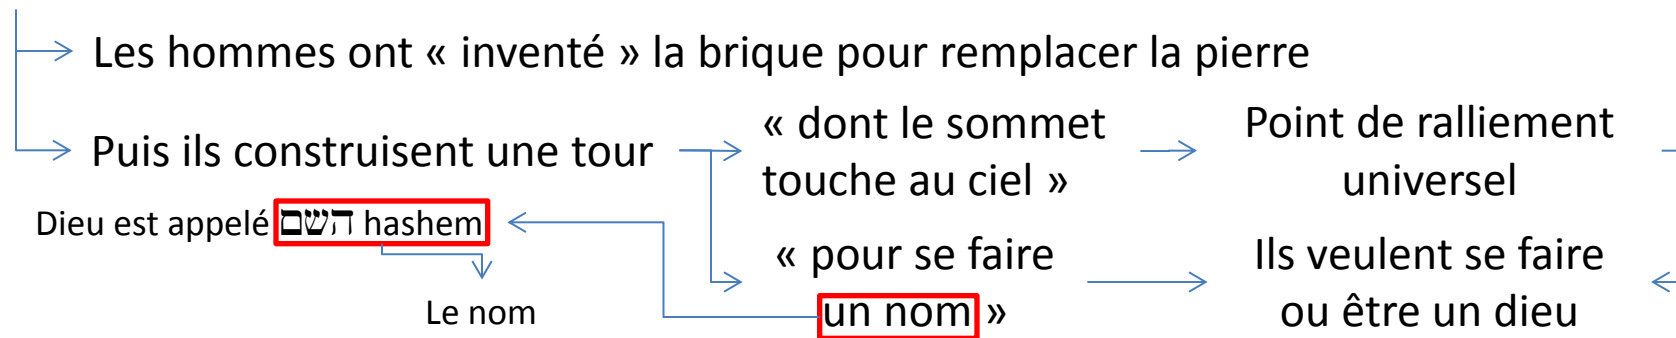 Les hommes ont « inventé » la brique pour remplacer la pierre
Puis ils construisent une tour
« dont le sommet
touche au ciel »
Point de ralliement
universel
Dieu est appelé השם hashem
Le nom
« pour se faire
un nom »
Ils veulent se faire
ou être un dieu